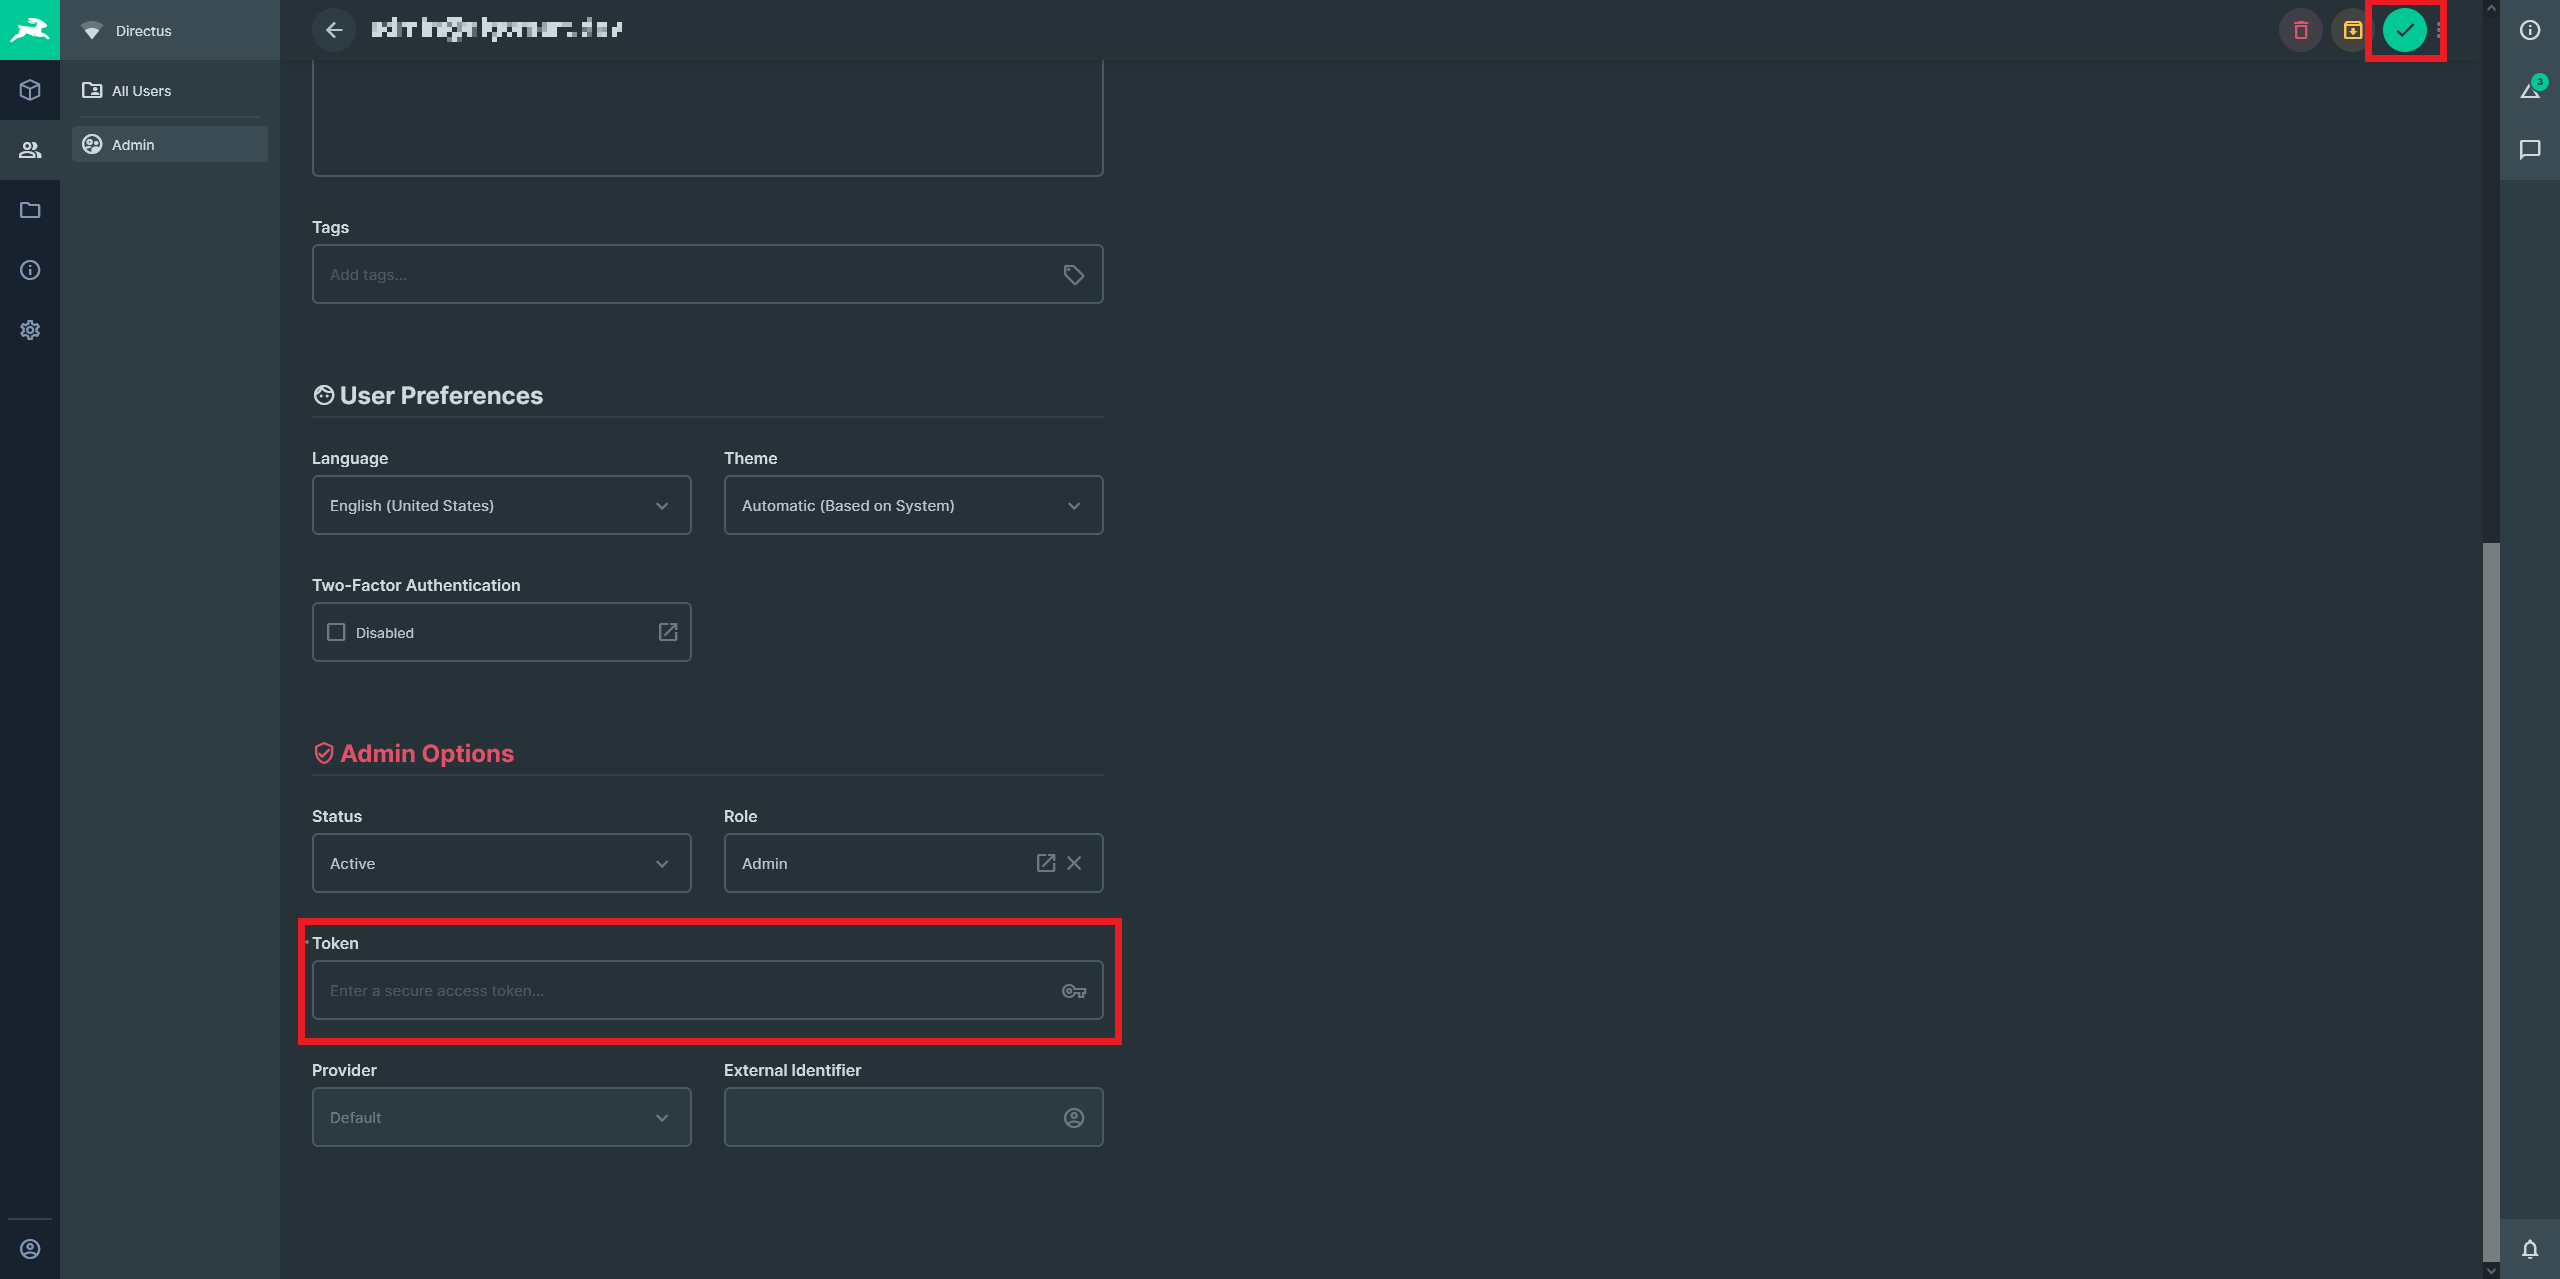 Directus
All Users
3
Admin
Tags
Add tags...
User Preferences
Language
Theme
English (United States)
Automatic (Based on System)
Two-Factor Authentication
Disabled
Admin Options
Status
Role
Active
Admin
Token
Enter a secure access token...
Provider
External Identifier
Default